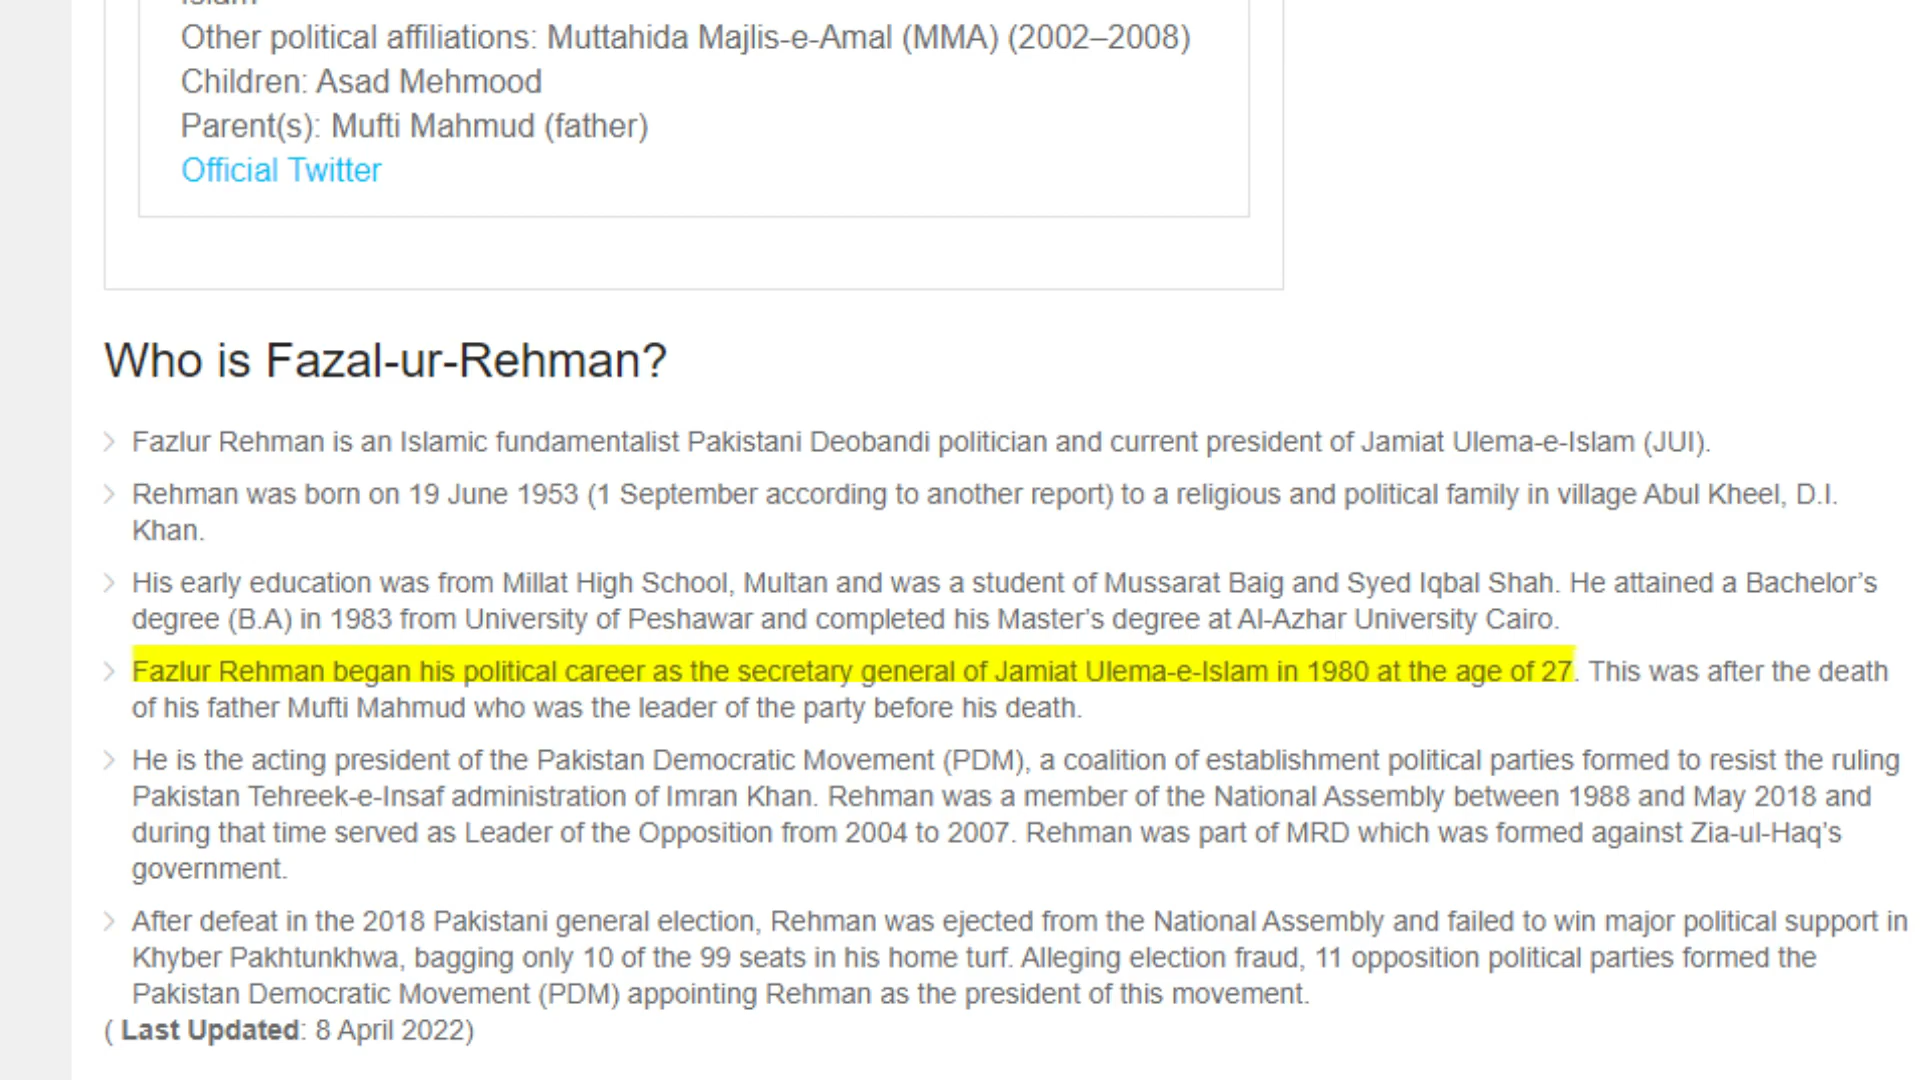 Islam
Other political affiliations: Muttahida Majlis-e-Amal (MMA) (2002–2008)
Children: Asad Mehmood
Parent(s): Mufti Mahmud (father)
Official Twitter
Who is Fazal-ur-Rehman?
Fazlur Rehman is an Islamic fundamentalist Pakistani Deobandi politician and current president of Jamiat Ulema-e-Islam (JUI).
Rehman was born on 19 June 1953 (1 September according to another report) to a religious and political family in village Abul Kheel, D.I.
Khan.
His early education was from Millat High School, Multan and was a student of Mussarat Baig and Syed Iqbal Shah. He attained a Bachelor’s
degree (B.A) in 1983 from University of Peshawar and completed his Master’s degree at Al-Azhar University Cairo.
Fazlur Rehman began his political career as the secretary general of Jamiat Ulema-e-Islam in 1980 at the age of 27. This was after the death
of his father Mufti Mahmud who was the leader of the party before his death.
He is the acting president of the Pakistan Democratic Movement (PDM), a coalition of establishment political parties formed to resist the ruling
Pakistan Tehreek-e-Insaf administration of Imran Khan. Rehman was a member of the National Assembly between 1988 and May 2018 and
during that time served as Leader of the Opposition from 2004 to 2007. Rehman was part of MRD which was formed against Zia-ul-Haq’s
government.
After defeat in the 2018 Pakistani general election, Rehman was ejected from the National Assembly and failed to win major political support in
Khyber Pakhtunkhwa, bagging only 10 of the 99 seats in his home turf. Alleging election fraud, 11 opposition political parties formed the
Pakistan Democratic Movement (PDM) appointing Rehman as the president of this movement.
( Last Updated: 8 April 2022)